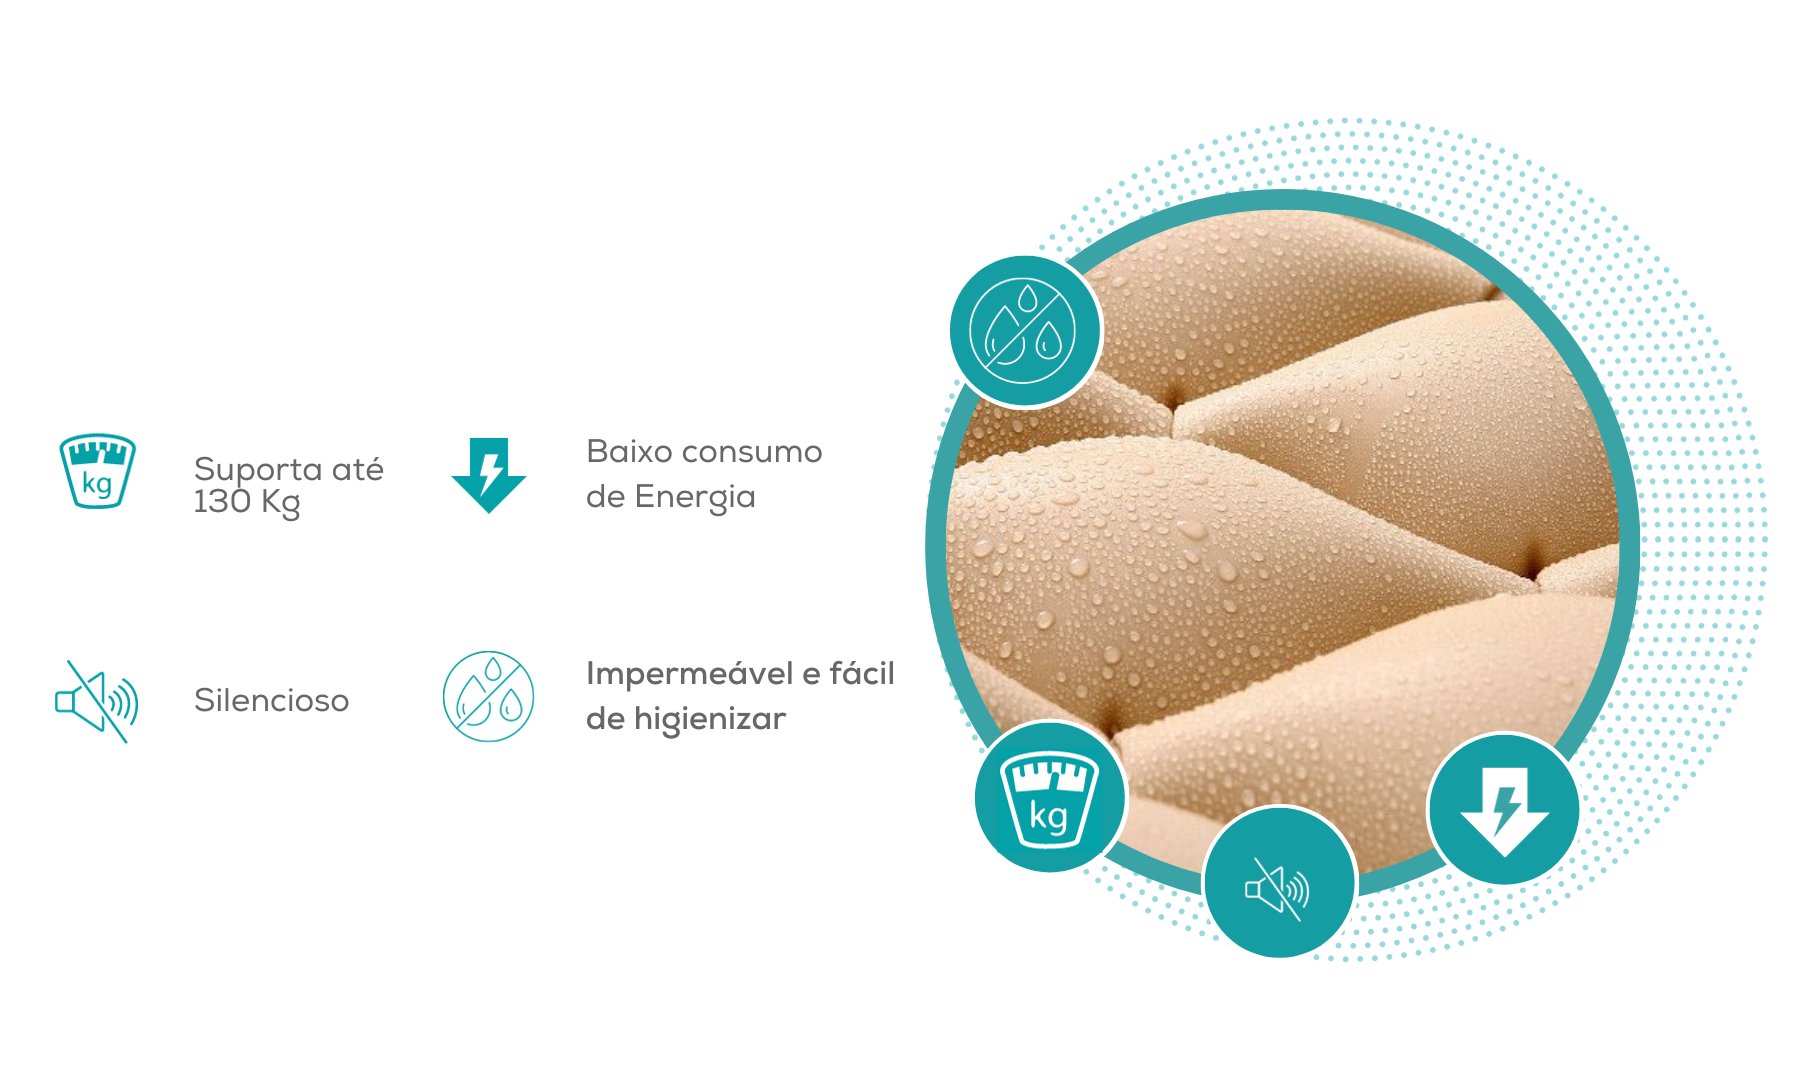 kg
Suporta até
130 Kg
Baixo consumo
de Energia
Silencioso
Impermeável e fácil
de higienizar
kg